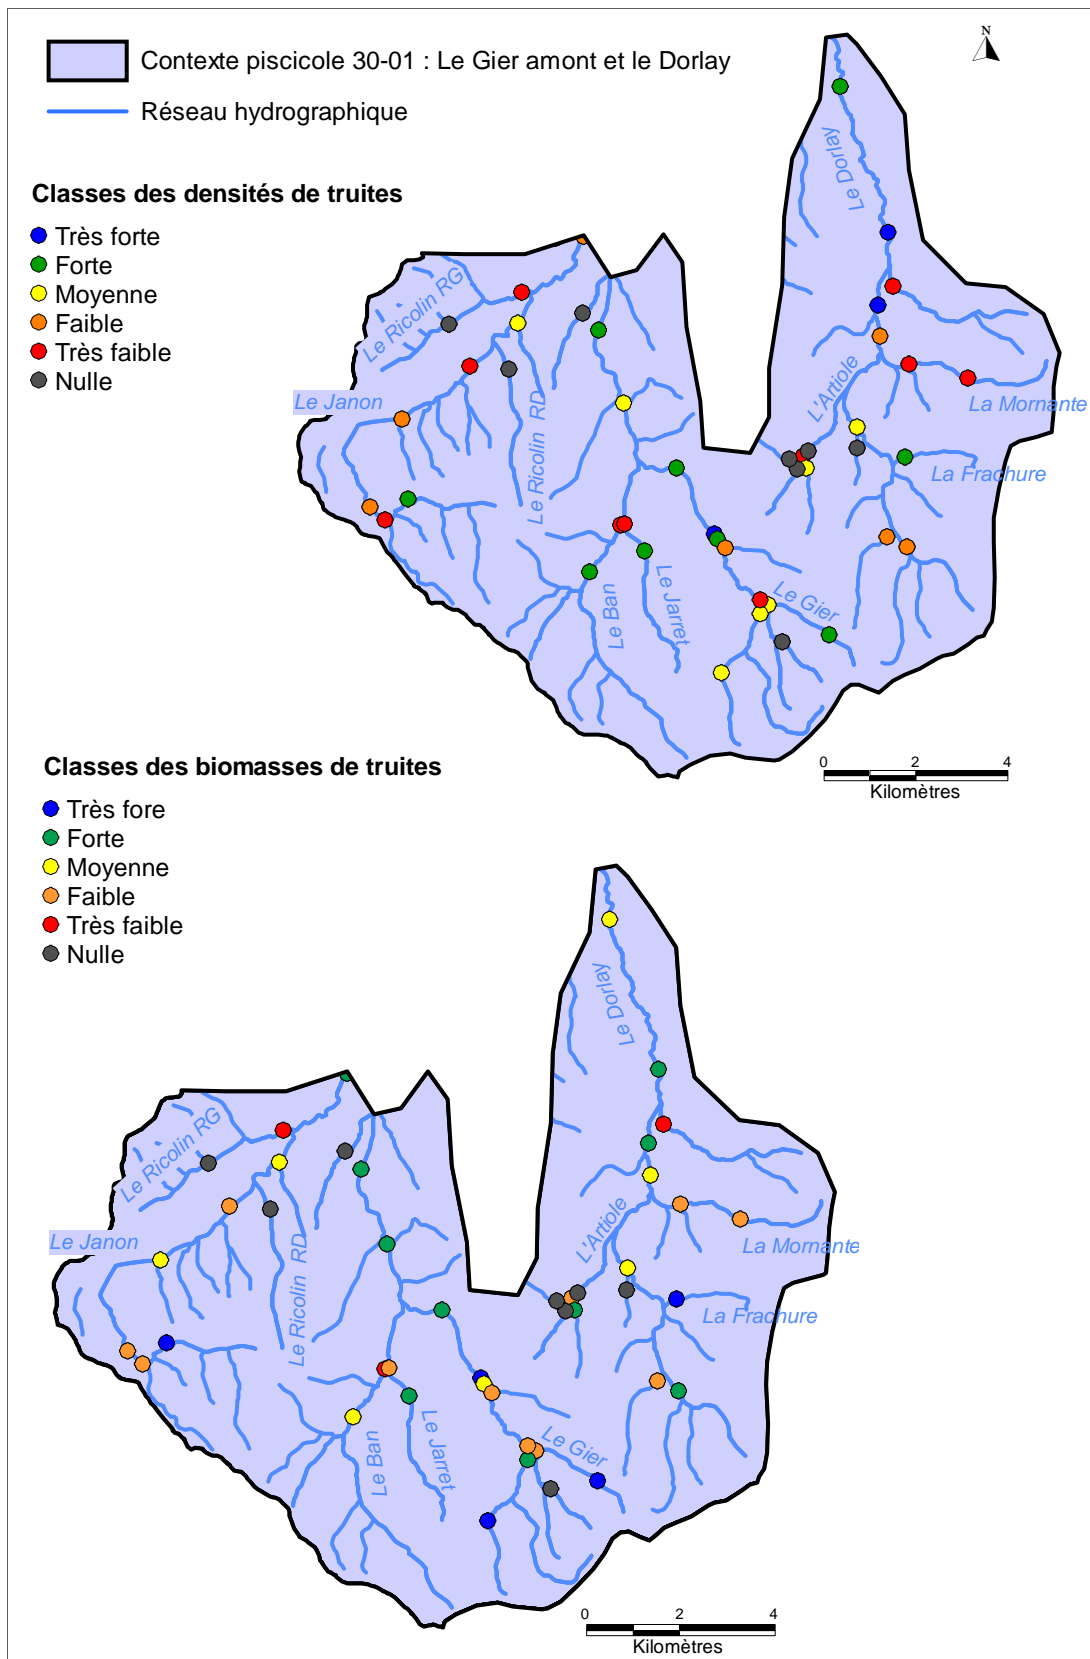 N
Contexte piscicole 30-01 : Le Gier amont et le Dorlay
Réseau hydrographique
Classes des densités de truites
Très forte
Forte
Moyenne
Faible
Très faible
Nulle
Le Dorlay
Le Ricolin RG
Le Janon
Le Ricolin RD
L'Artiole
La Mornante
La Frachure
Le Ban
Le Jarret
Le Gier
0 2 4
Kilomètres
Classes des biomasses de truites
Très fore
Forte
Moyenne
Faible
Très faible
Nulle
Le Dorlay
Le Ricolin RG
Le Janon
Le Ricolin RD
L'Artiole
La Mornante
La Frachure
Le Ban
Le Jarret
Le Gier
0 2 4
Kilomètres